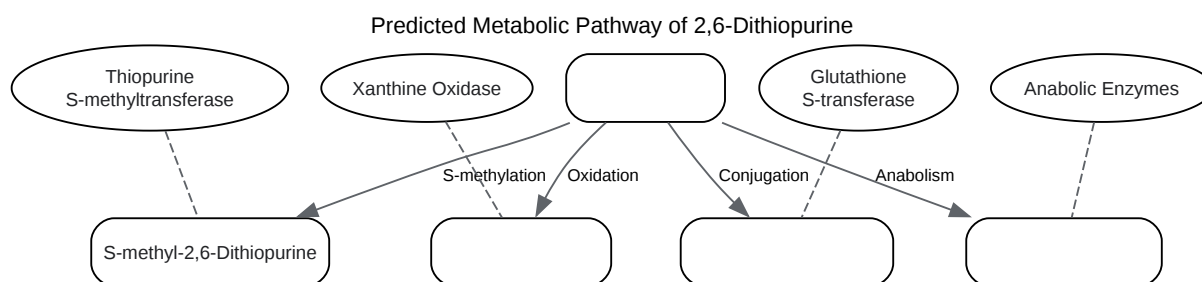 Predicted Metabolic Pathway of 2,6-Dithiopurine
Thiopurine
S-methyltransferase
Xanthine Oxidase
Glutathione
S-transferase
Anabolic Enzymes
S-methylation
Oxidation
Conjugation
Anabolism
S-methyl-2,6-Dithiopurine